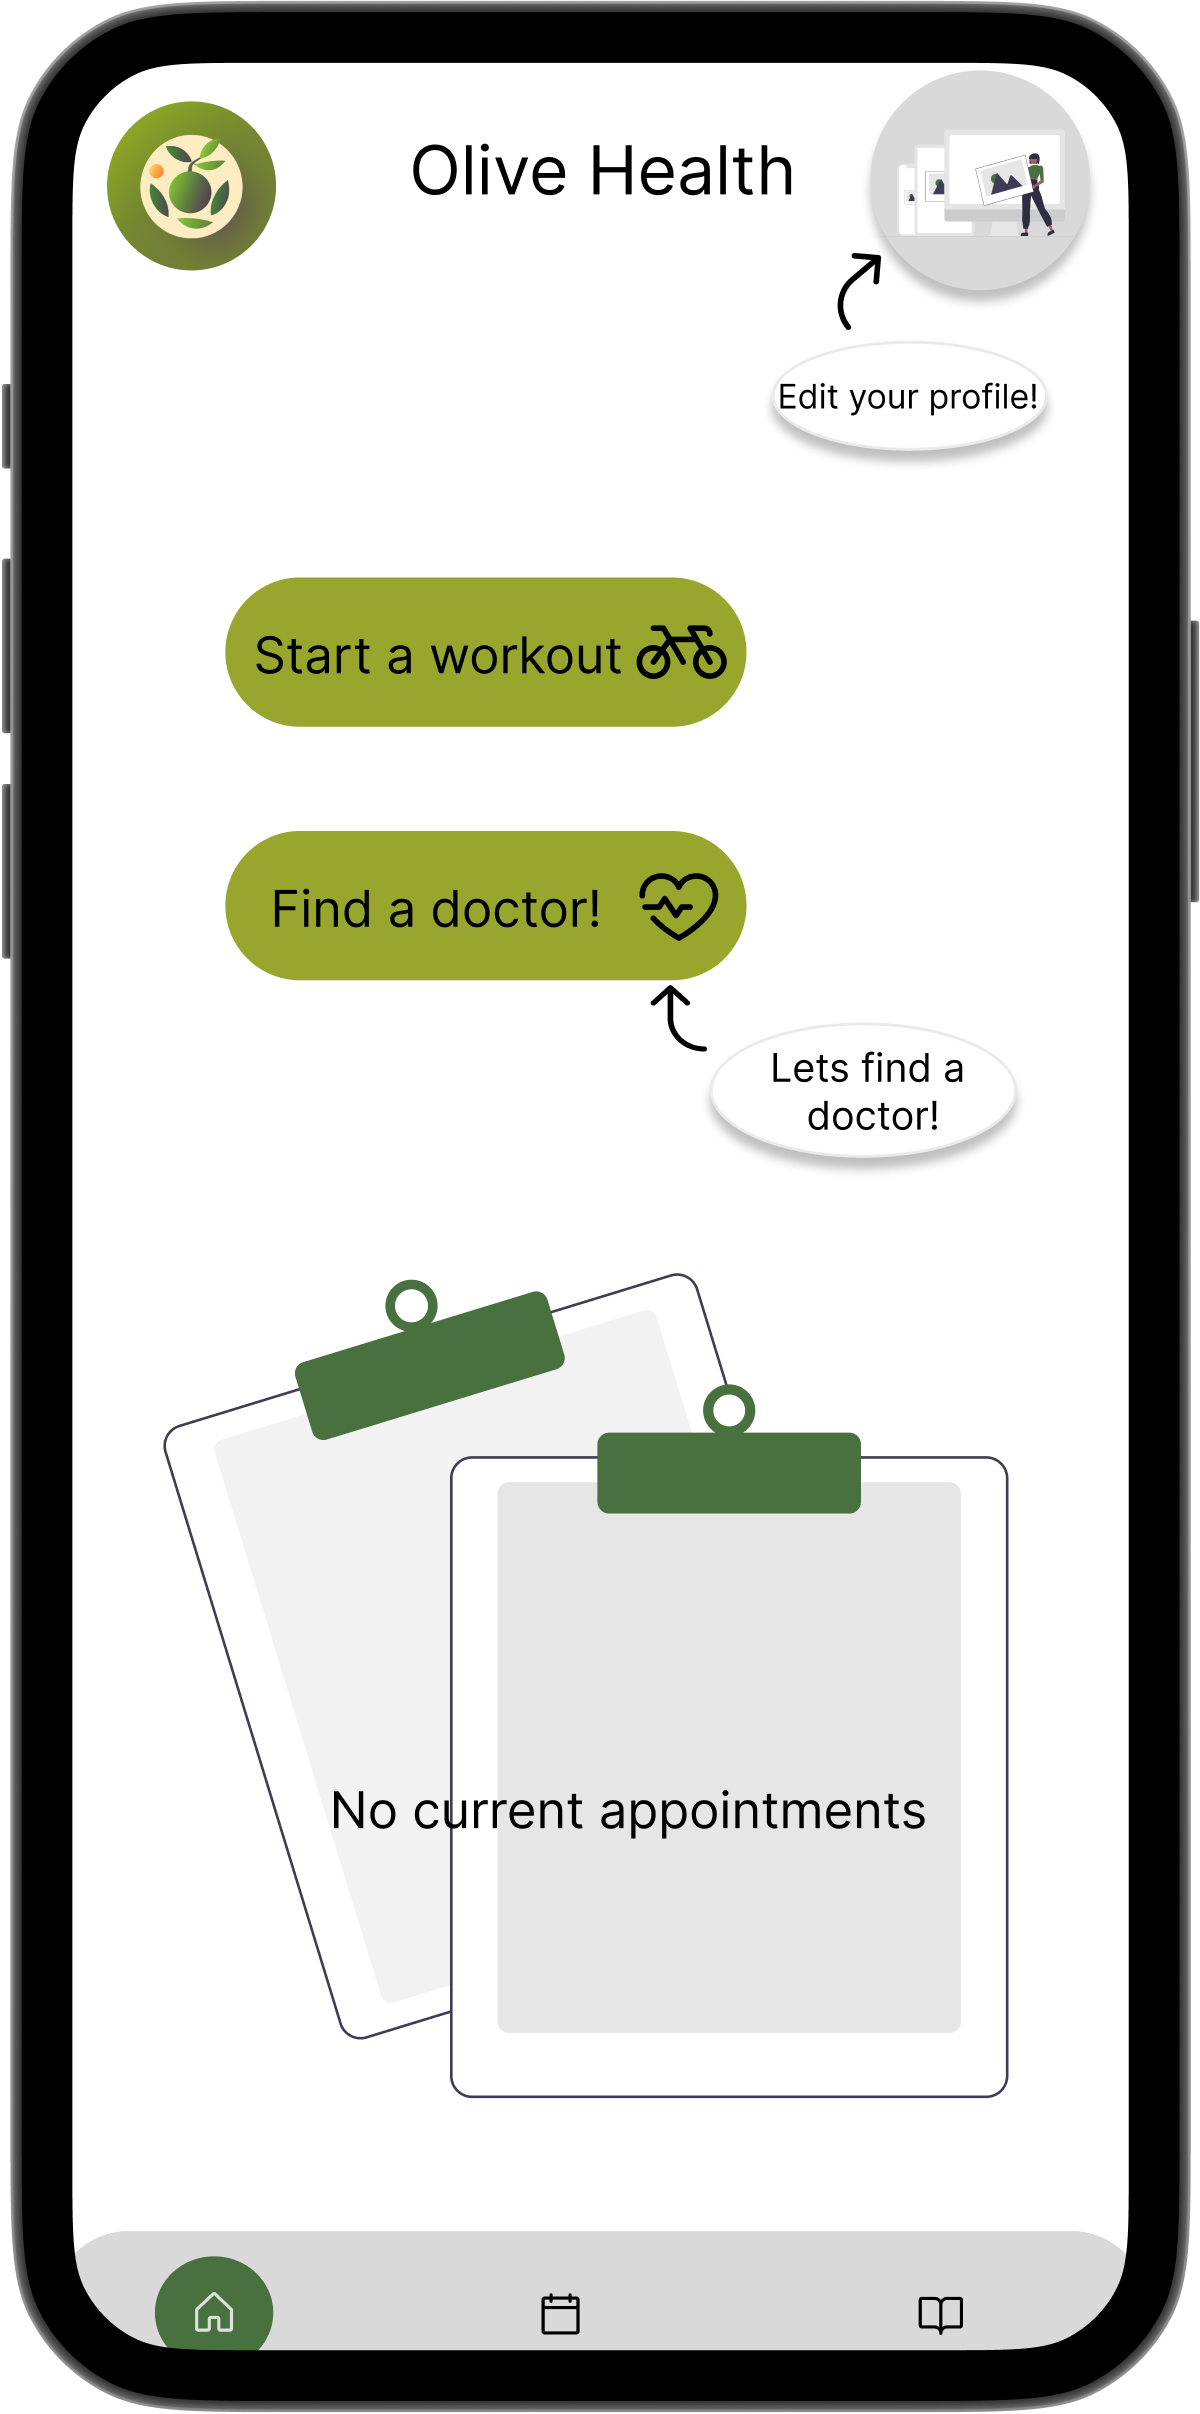 Olive Health
Edit your profile!
Start a workout
Find a doctor!
Lets find a
doctor!
No current appointments